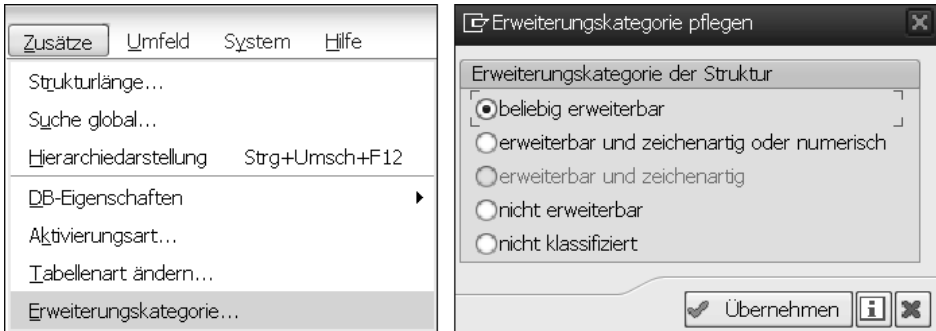 Zusätze Umfeld System Hilfe
Strukturlänge...
Suche global...
Hierarchiedarstellung Strg+Umsch+F12
DB-Eigenschaften
Aktivierungsart...
Tabellenart ändern...
Erweiterungskategorie...
Erweiterungskategorie pflegen
Erweiterungskategorie der Struktur
beliebig erweiterbar
erweiterbar und zeichenartig oder numerisch
erweiterbar und zeichenartig
nicht erweiterbar
nicht klassifiziert
Übernehmen